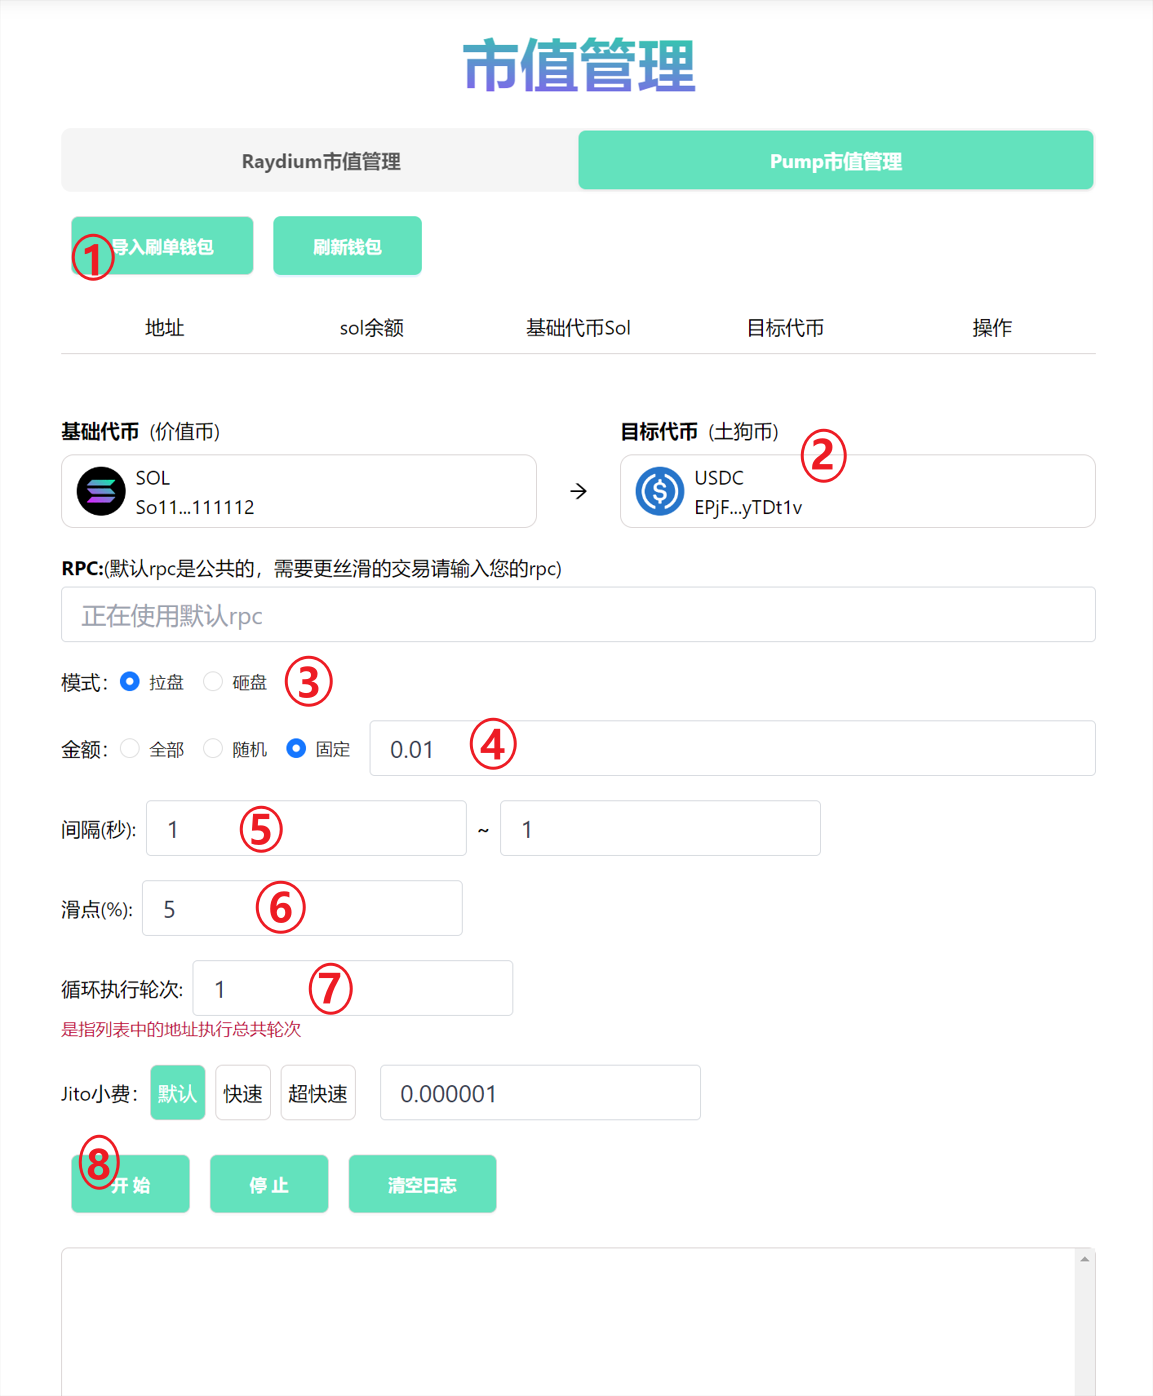 市值管理
Raydium市值管理 Pump市值管理
① 导入刷单钱包 刷新钱包
地址 sol余额 基础代币Sol 目标代币 操作
基础代币 (价值币) 目标代币 (土狗币) ②
SOL USDC
So11...111112 → EPjF...yTDt1v
RPC:(默认rpc是公共的，需要更丝滑的交易请输入您的rpc)
正在使用默认rpc
模式： 拉盘 砸盘 ③
金额： 全部 随机 固定 0.01 ④
间隔(秒): 1 ⑤ ~ 1
滑点(%): 5 ⑥
循环执行轮次: 1 ⑦
是指列表中的地址执行总共轮次
Jito小费： 默认 快速 超快速 0.000001
⑧ 开 始 停 止 清空日志